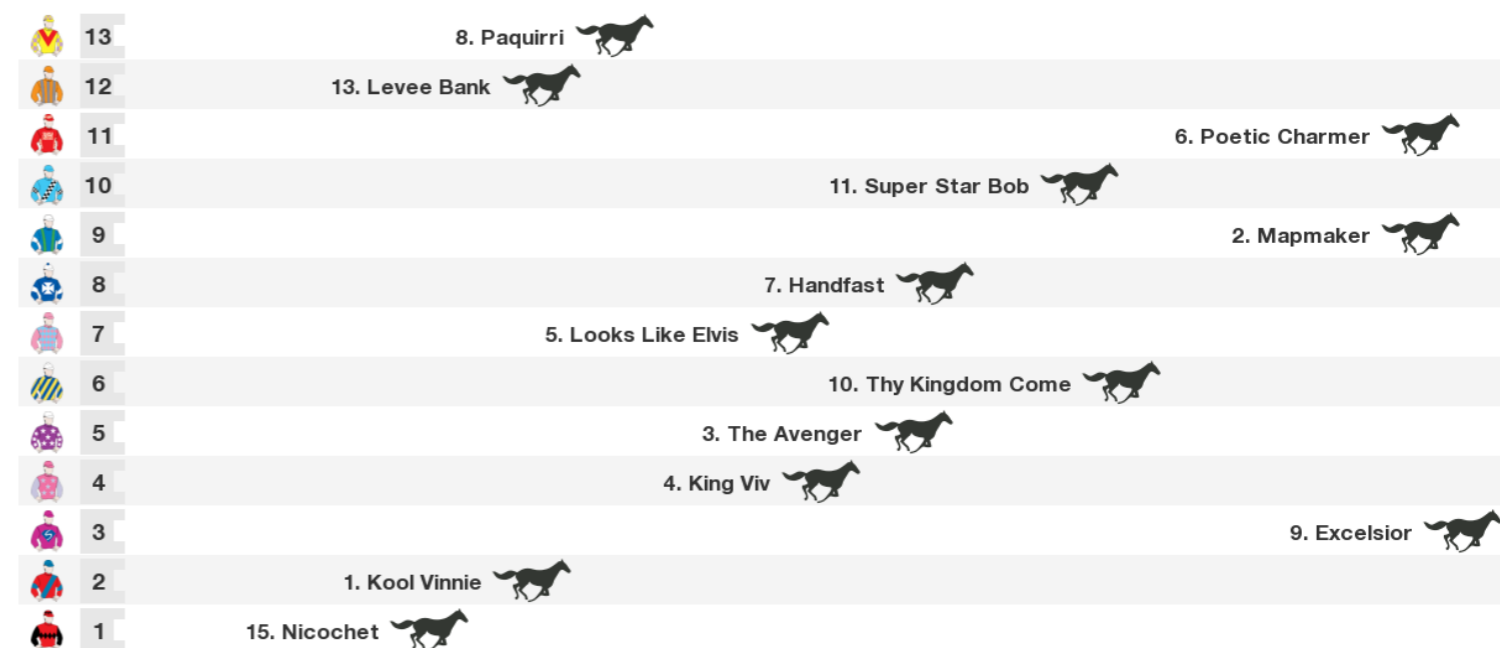 13 8. Paquirri
12 13. Levee Bank
11 6. Poetic Charmer
10 11. Super Star Bob
9 2. Mapmaker
8 7. Handfast
7 5. Looks Like Elvis
6 10. Thy Kingdom Come
5 3. The Avenger
4 4. King Viv
3 9. Excelsior
2 1. Kool Vinnie
1 15. Nicochet